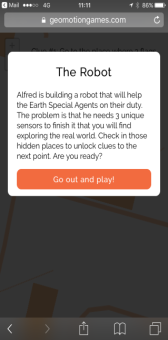 Mail 4G 11:11 86%
geomotiongames.com
The Robot
Alfred is building a robot that will help
the Earth Special Agents on their duty.
The problem is that he needs 3 unique
sensors to finish it that you will find
exploring the real world. Check in those
hidden places to unlock clues to the
next point. Are you ready?
Go out and play!